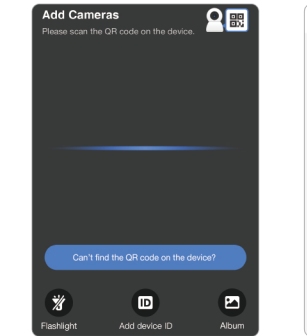 Add Cameras
Please scan the QR code on the device.
Can't find the QR code on the device?
ID
Flashlight
Add device ID
Album